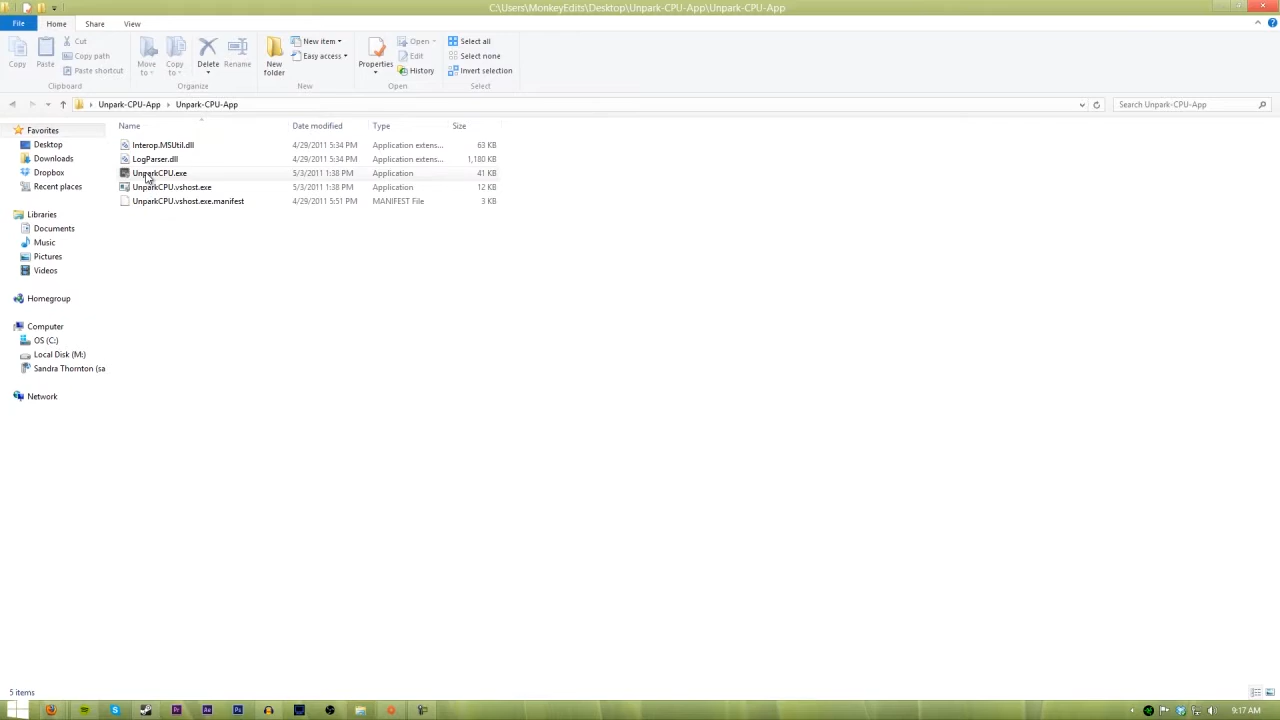 C:\Users\MonkeyEdits\Desktop\Unpark-CPU-App\Unpark-CPU-App
File Home Share View
Copy Paste Cut Copy path Paste shortcut Move to Copy to Delete Rename New folder New item Easy access Properties Open Edit History Select all Select none Invert selection
Clipboard Organize New Open Select
Unpark-CPU-App Unpark-CPU-App Search Unpark-CPU-App
Name Date modified Type Size
Interop.MSUtil.dll 4/29/2011 5:34 PM Application extens... 63 KB
LogParser.dll 4/29/2011 5:34 PM Application extens... 1,180 KB
UnparkCPU.exe 5/3/2011 1:38 PM Application 41 KB
UnparkCPU.vshost.exe 5/3/2011 1:38 PM Application 12 KB
UnparkCPU.vshost.exe.manifest 4/29/2011 5:51 PM MANIFEST File 3 KB
Favorites
Desktop
Downloads
Dropbox
Recent places
Libraries
Documents
Music
Pictures
Videos
Homegroup
Computer
OS (C:)
Local Disk (M:)
Sandra Thornton (sa
Network
5 items
Pr Ae Ps
9:17 AM